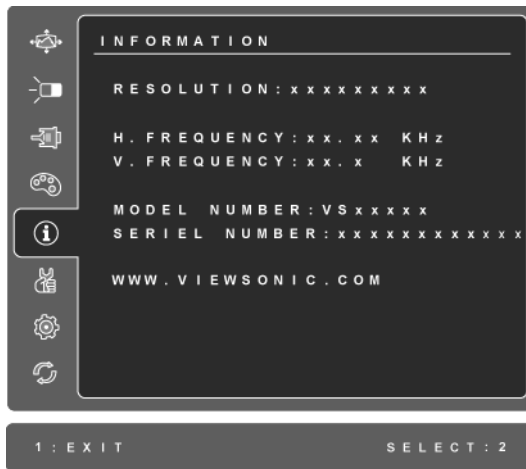 INFORMATION
RESOLUTION:xxxxxxxxx
H. FREQUENCY:xx.xx KHz
V. FREQUENCY:xx.x KHz
MODEL NUMBER:VSxxxxx
SERIEL NUMBER:xxxxxxxxxxxx
WWW.VIEWSONIC.COM
1:EXIT SELECT:2